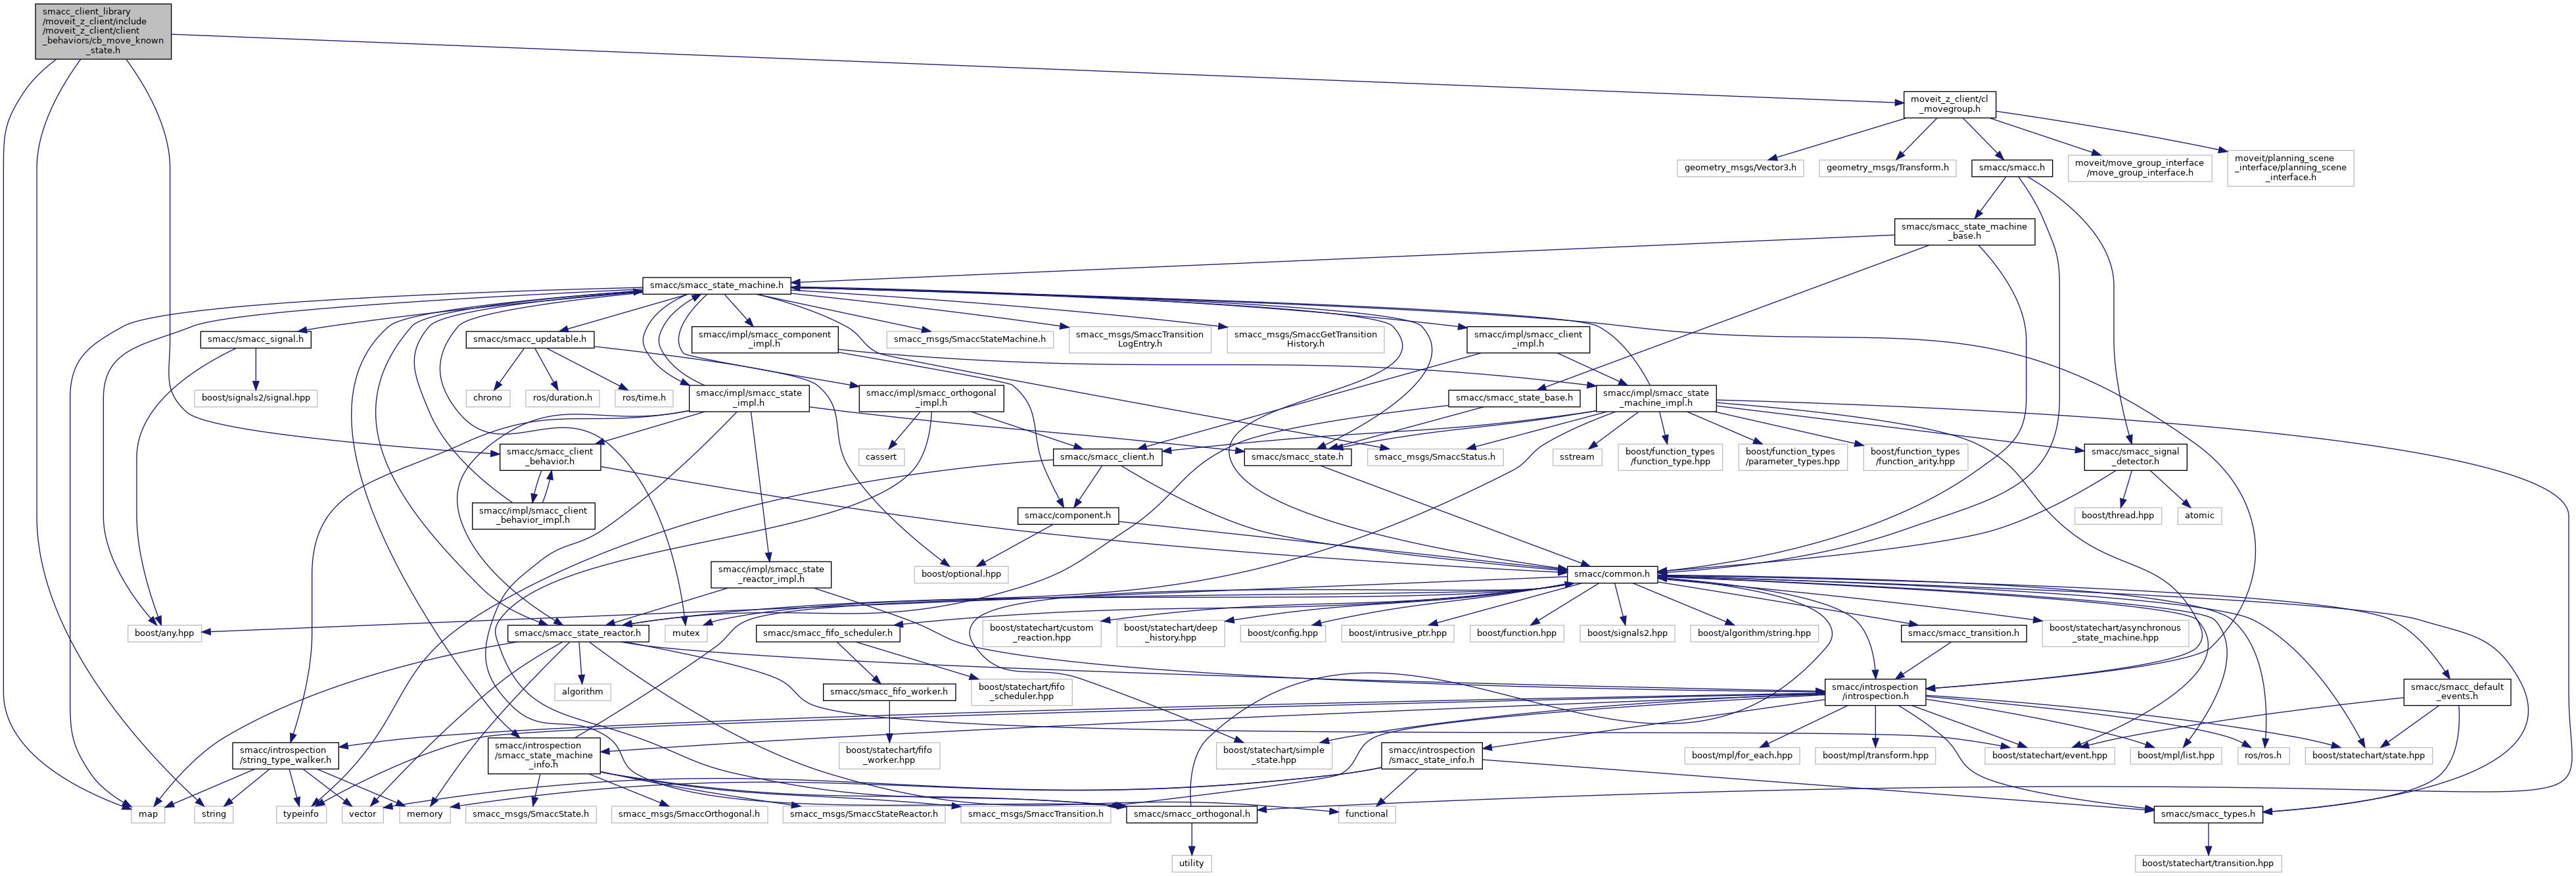 smacc_client_library
/moveit_z_client/include
/moveit_z_client/client
_behaviors/cb_move_known
_state.h
moveit_z_client/cl
_movegroup.h
geometry_msgs/Vector3.h
geometry_msgs/Transform.h
smacc/smacc.h
moveit/move_group_interface
/move_group_interface.h
moveit/planning_scene
_interface/planning_scene
_interface.h
smacc/smacc_state_machine
_base.h
smacc/smacc_state_machine.h
smacc/smacc_signal.h
smacc/smacc_updatable.h
smacc/impl/smacc_component
_impl.h
smacc_msgs/SmaccStateMachine.h
smacc_msgs/SmaccTransition
LogEntry.h
smacc_msgs/SmaccGetTransition
History.h
smacc/impl/smacc_client
_impl.h
boost/signals2/signal.hpp
chrono
ros/duration.h
ros/time.h
smacc/impl/smacc_state
_impl.h
smacc/impl/smacc_orthogonal
_impl.h
smacc/smacc_state_base.h
smacc/impl/smacc_state
_machine_impl.h
smacc/smacc_client
_behavior.h
cassert
smacc/smacc_client.h
smacc/smacc_state.h
smacc_msgs/SmaccStatus.h
sstream
boost/function_types
/function_type.hpp
boost/function_types
/parameter_types.hpp
boost/function_types
/function_arity.hpp
smacc/smacc_signal
_detector.h
smacc/impl/smacc_client
_behavior_impl.h
smacc/component.h
boost/thread.hpp
atomic
smacc/impl/smacc_state
_reactor_impl.h
boost/optional.hpp
smacc/common.h
boost/any.hpp
smacc/smacc_state_reactor.h
mutex
smacc/smacc_fifo_scheduler.h
boost/statechart/custom
_reaction.hpp
boost/statechart/deep
_history.hpp
boost/config.hpp
boost/intrusive_ptr.hpp
boost/function.hpp
boost/signals2.hpp
boost/algorithm/string.hpp
smacc/smacc_transition.h
boost/statechart/asynchronous
_state_machine.hpp
algorithm
smacc/smacc_fifo_worker.h
boost/statechart/fifo
_scheduler.hpp
smacc/introspection
/introspection.h
smacc/smacc_default
_events.h
smacc/introspection
/string_type_walker.h
smacc/introspection
/smacc_state_machine
_info.h
boost/statechart/fifo
_worker.hpp
boost/statechart/simple
_state.hpp
smacc/introspection
/smacc_state_info.h
boost/mpl/for_each.hpp
boost/mpl/transform.hpp
boost/statechart/event.hpp
boost/mpl/list.hpp
ros/ros.h
boost/statechart/state.hpp
map
string
typeinfo
vector
memory
smacc_msgs/SmaccState.h
smacc_msgs/SmaccOrthogonal.h
smacc_msgs/SmaccStateReactor.h
smacc_msgs/SmaccTransition.h
smacc/smacc_orthogonal.h
functional
smacc/smacc_types.h
utility
boost/statechart/transition.hpp